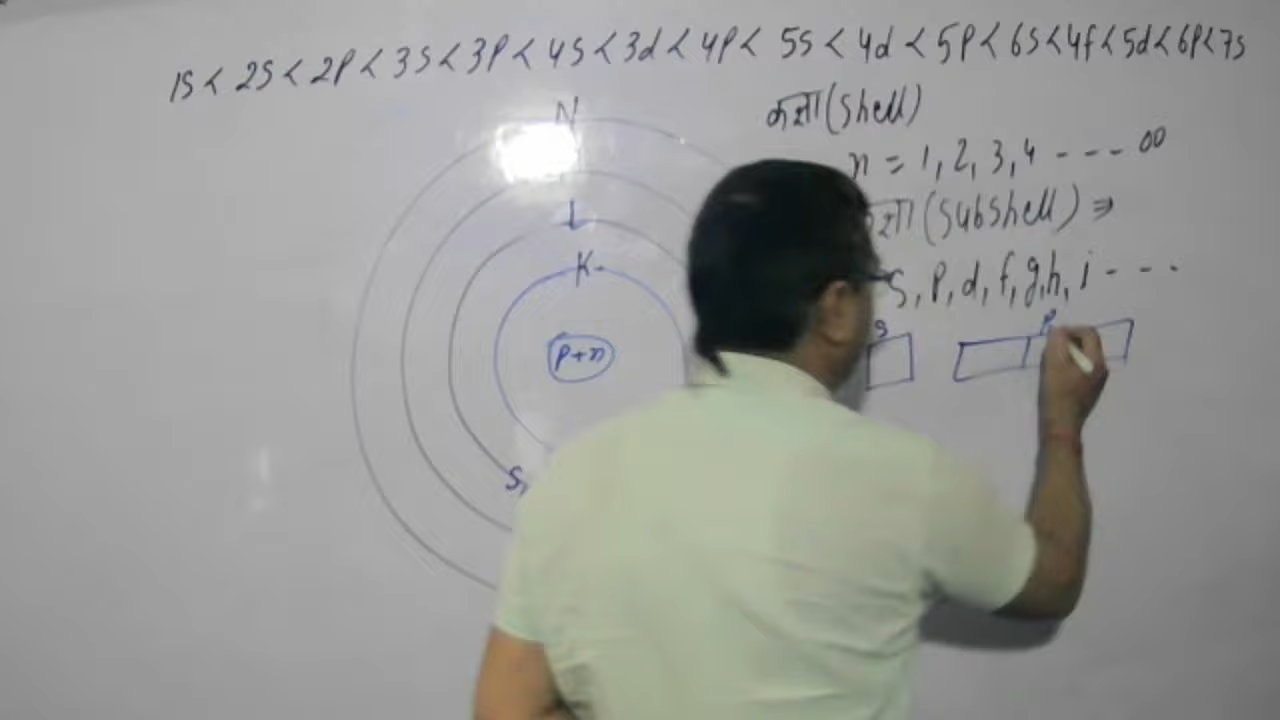 1s < 2s < 2p < 3s < 3p < 4s < 3d < 4p < 5s < 4d < 5p < 6s < 4f < 5d < 6p < 7s
कक्षा (shell)
N
n = 1, 2, 3, 4 - - - - ∞
(subshell) ⇒
L
K
s, p, d, f, g, h, i - - -
s
p
p+n
S,